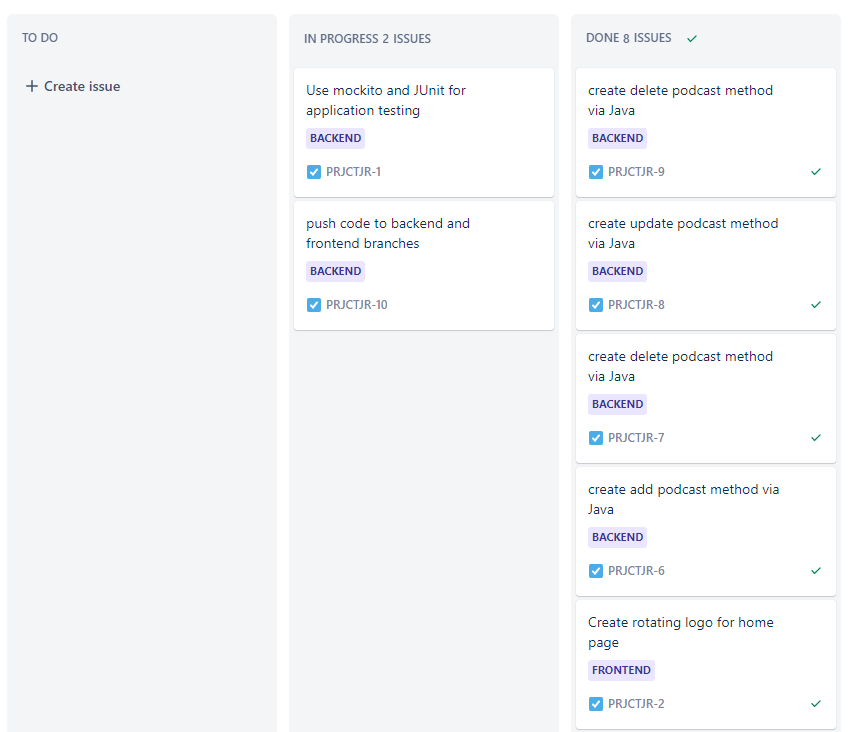 TO DO
+ Create issue
IN PROGRESS 2 ISSUES
Use mockito and JUnit for
application testing
BACKEND
PRJCTJR-1
push code to backend and
frontend branches
BACKEND
PRJCTJR-10
DONE 8 ISSUES
create delete podcast method
via Java
BACKEND
PRJCTJR-9
create update podcast method
via Java
BACKEND
PRJCTJR-8
create delete podcast method
via Java
BACKEND
PRJCTJR-7
create add podcast method via
Java
BACKEND
PRJCTJR-6
Create rotating logo for home
page
FRONTEND
PRJCTJR-2